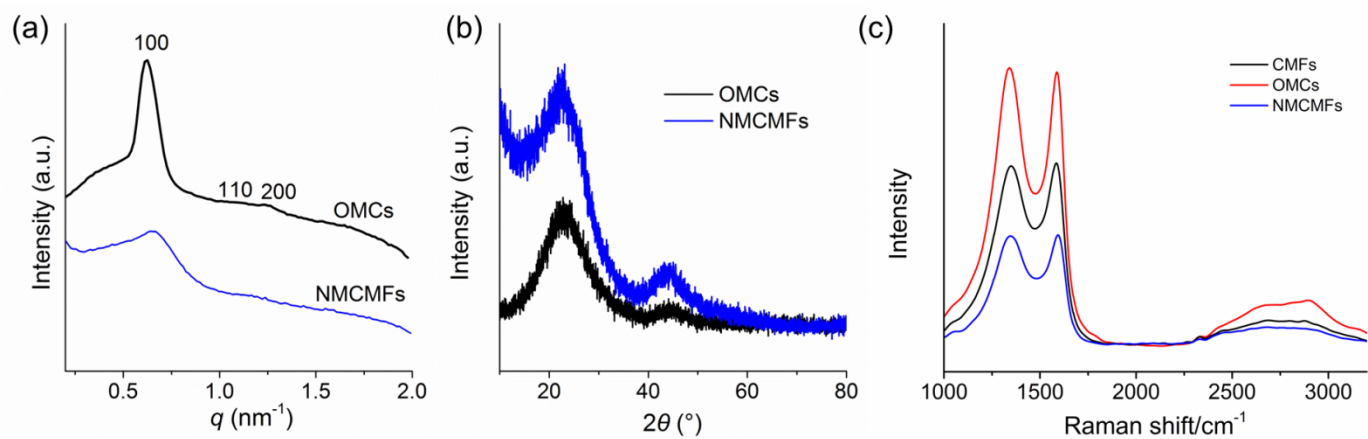 (a)
100
110 200
OMCs
NMCMFs
Intensity (a.u.)
0.5 1.0 1.5 2.0
q (nm⁻¹)
(b)
OMCs
NMCMFs
Intensity (a.u.)
20 40 60 80
2θ (°)
(c)
CMFs
OMCs
NMCMFs
Intensity
1000 1500 2000 2500 3000
Raman shift/cm⁻¹